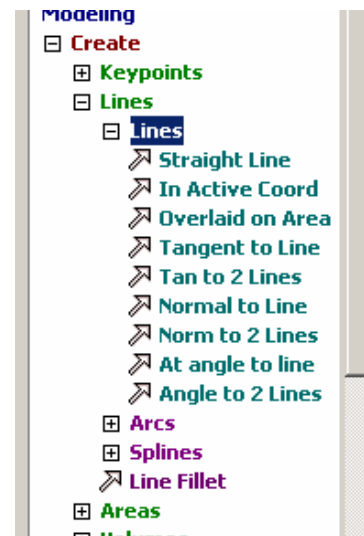 Modeling
Create
Keypoints
Lines
Lines
Straight Line
In Active Coord
Overlaid on Area
Tangent to Line
Tan to 2 Lines
Normal to Line
Norm to 2 Lines
At angle to line
Angle to 2 Lines
Arcs
Splines
Line Fillet
Areas
Volumes